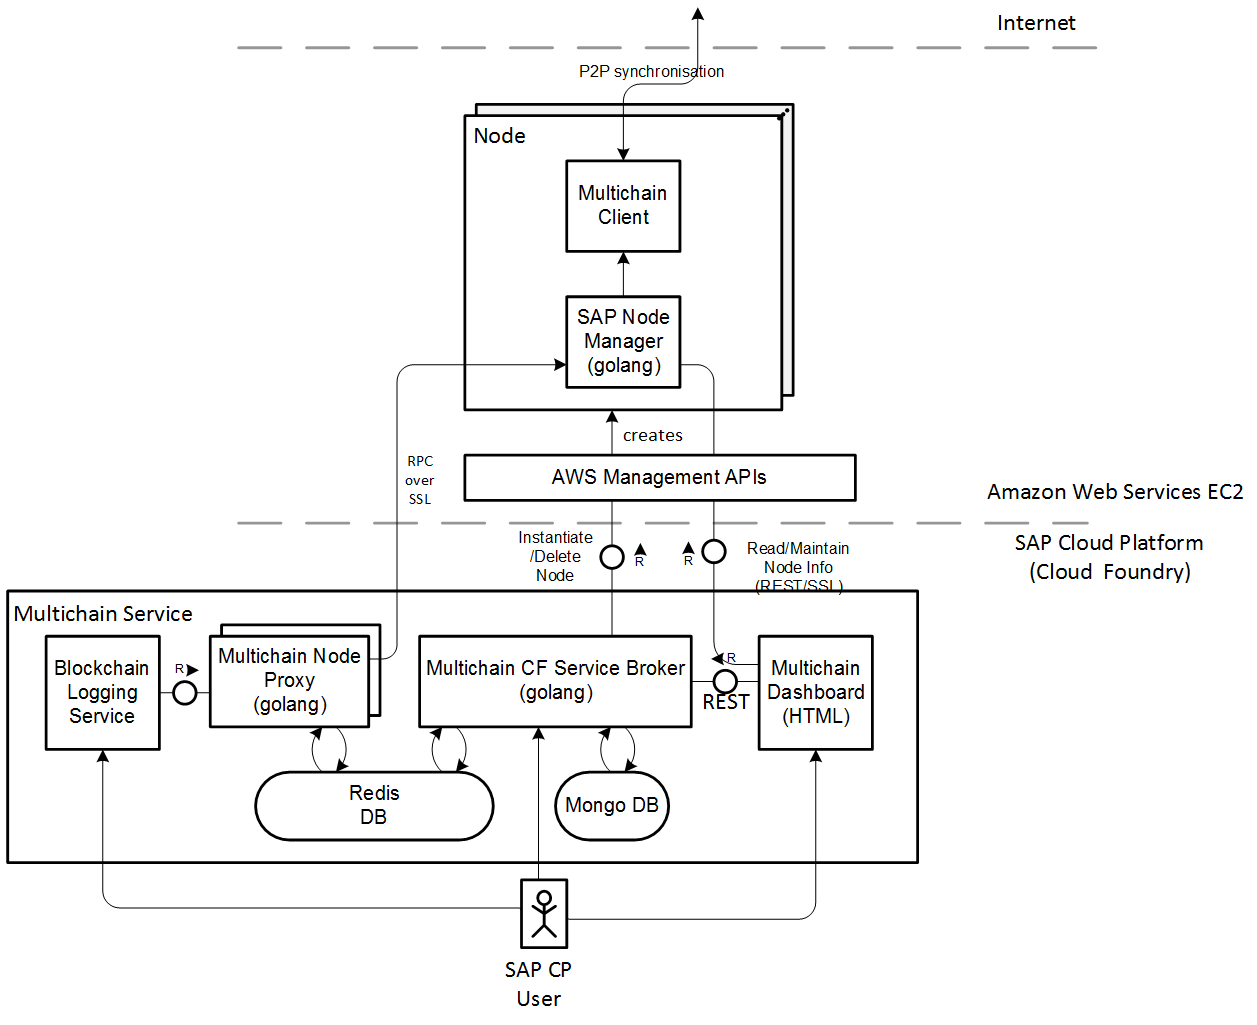 Internet
P2P synchronisation
Node
Multichain
Client
SAP Node
Manager
(golang)
creates
RPC
over
SSL
AWS Management APIs
Amazon Web Services EC2
SAP Cloud Platform
(Cloud Foundry)
Instantiate
/Delete
Node
R
R
Read/Maintain
Node Info
(REST/SSL)
Multichain Service
Blockchain
Logging
Service
R
Multichain Node
Proxy
(golang)
Multichain CF Service Broker
(golang)
R
REST
Multichain
Dashboard
(HTML)
Redis
DB
Mongo DB
SAP CP
User